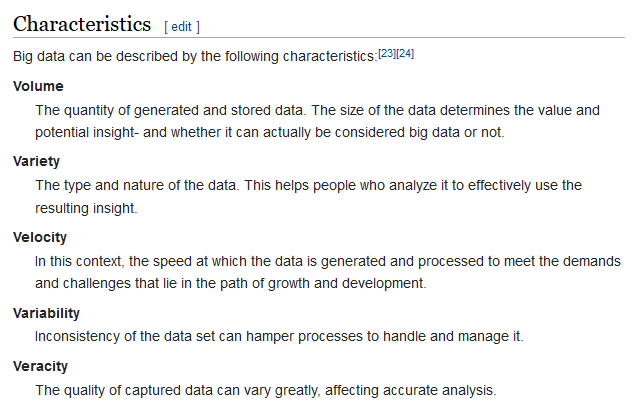 Characteristics [ edit ]
Big data can be described by the following characteristics:[23][24]
Volume
The quantity of generated and stored data. The size of the data determines the value and
potential insight- and whether it can actually be considered big data or not.
Variety
The type and nature of the data. This helps people who analyze it to effectively use the
resulting insight.
Velocity
In this context, the speed at which the data is generated and processed to meet the demands
and challenges that lie in the path of growth and development.
Variability
Inconsistency of the data set can hamper processes to handle and manage it.
Veracity
The quality of captured data can vary greatly, affecting accurate analysis.